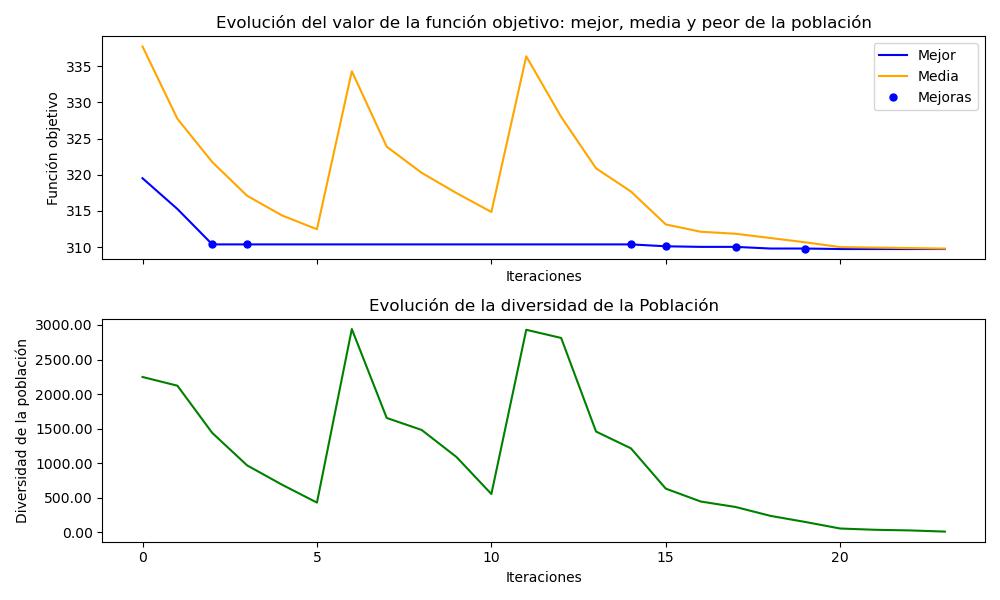 Evolución del valor de la función objetivo: mejor, media y peor de la población
Función objetivo
335
330
325
320
315
310
Mejor
Media
Mejoras
Iteraciones
Evolución de la diversidad de la Población
Diversidad de la población
3000.00
2500.00
2000.00
1500.00
1000.00
500.00
0.00
0 5 10 15 20
Iteraciones